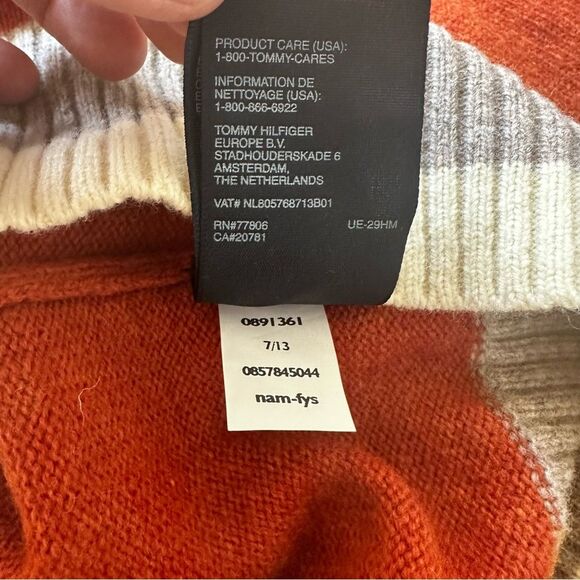 PRODUCT CARE (USA):
1-800-TOMMY-CARES
INFORMATION DE
NETTOYAGE (USA):
1-800-866-6922
TOMMY HILFIGER
EUROPE B.V.
STADHOUDERSKADE 6
AMSTERDAM,
THE NETHERLANDS
VAT# NL805768713B01
RN#77806 UE-29HM
CA#20781
0891361
7/13
0857845044
nam-fys